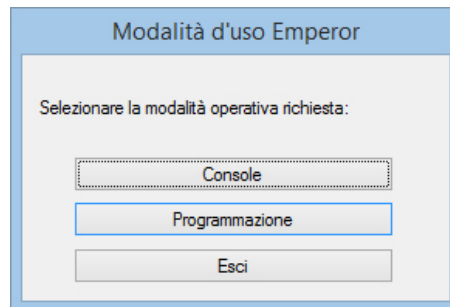 Modalità d'uso Emperor
Selezionare la modalità operativa richiesta:
Console
Programmazione
Esci